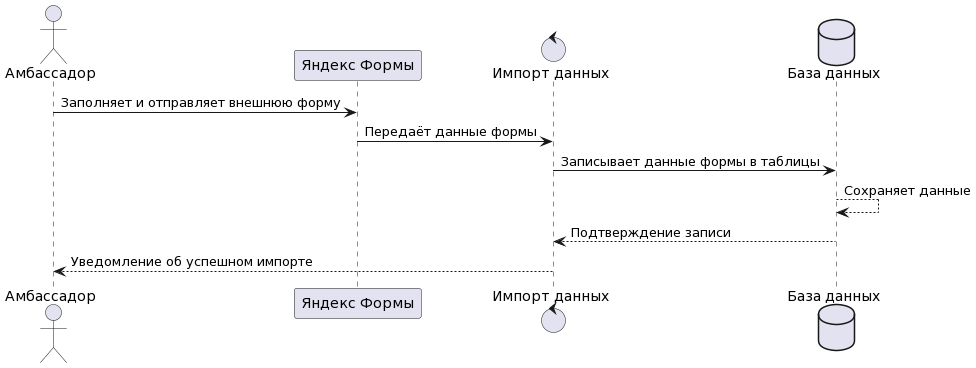 Амбассадор
Яндекс Формы
Импорт данных
База данных
Заполняет и отправляет внешнюю форму
Передаёт данные формы
Записывает данные формы в таблицы
Сохраняет данные
Подтверждение записи
Уведомление об успешном импорте
Амбассадор
Яндекс Формы
Импорт данных
База данных